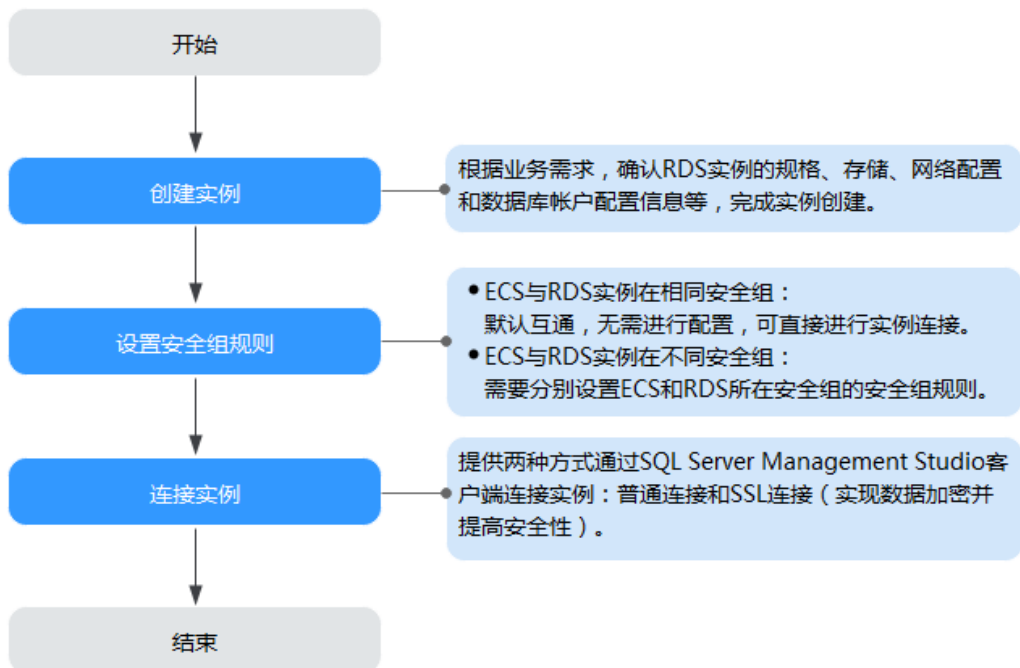 开始
创建实例
根据业务需求，确认RDS实例的规格、存储、网络配置
和数据库帐户配置信息等，完成实例创建。
设置安全组规则
● ECS与RDS实例在相同安全组：
默认互通，无需进行配置，可直接进行实例连接。
● ECS与RDS实例在不同安全组：
需要分别设置ECS和RDS所在安全组的安全组规则。
连接实例
提供两种方式通过SQL Server Management Studio客
户端连接实例：普通连接和SSL连接（实现数据加密并
提高安全性）。
结束